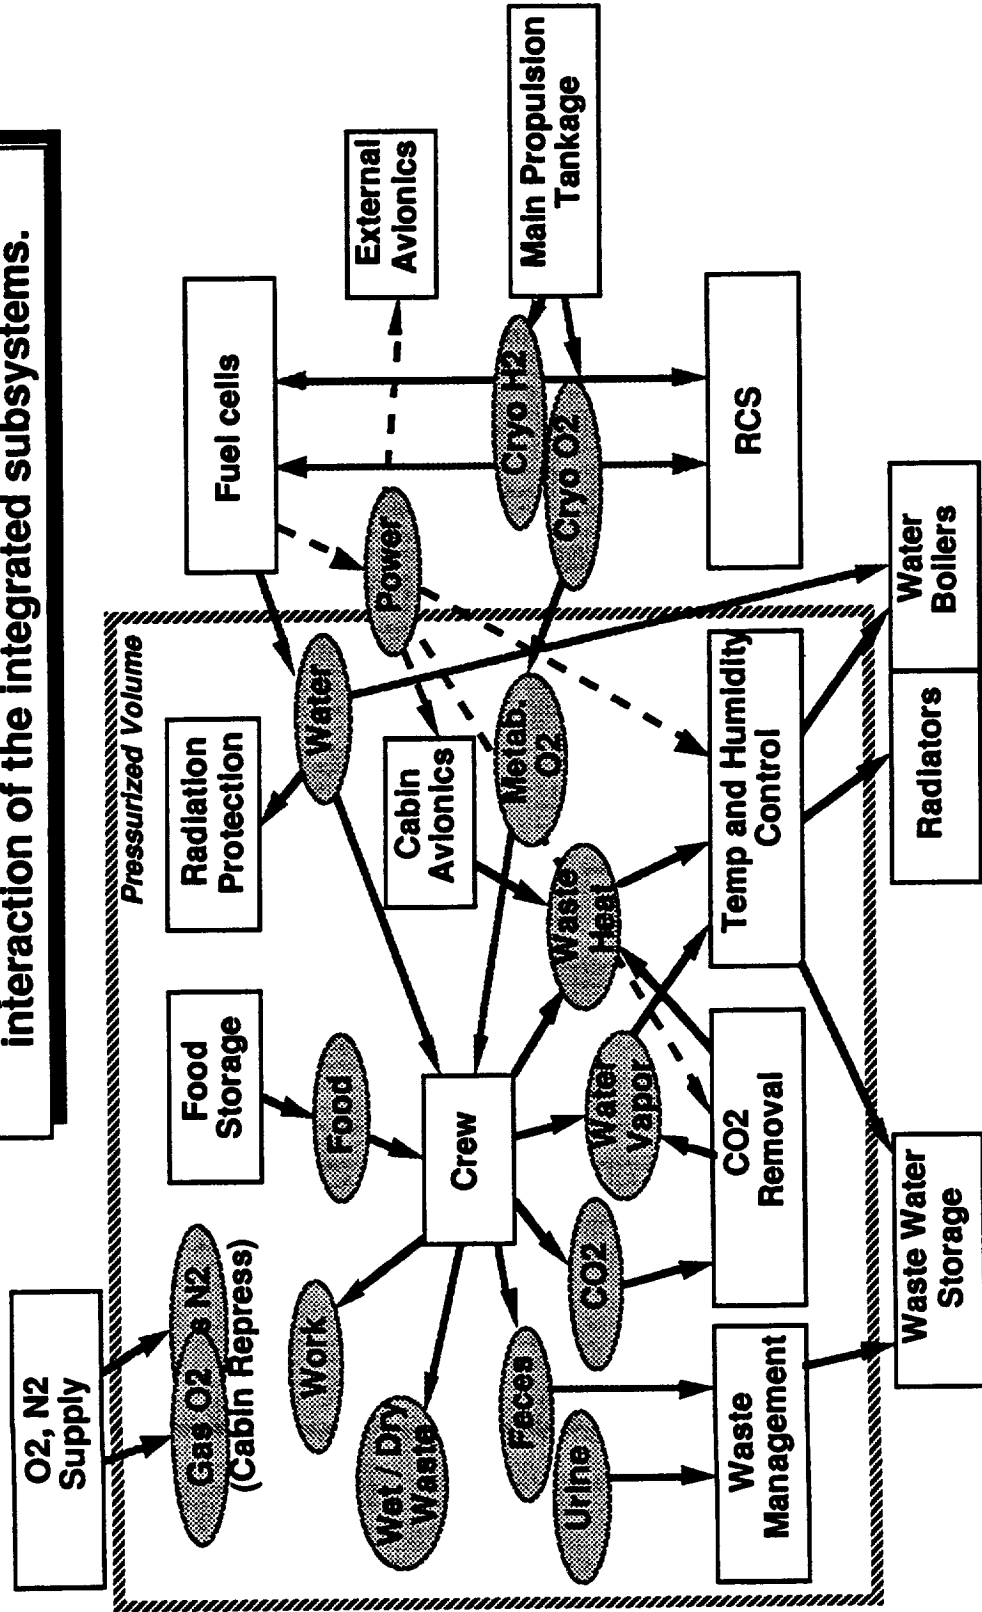 interaction of the integrated subsystems.
O2, N2
Supply
Gas O2
s N2
(Cabin Repress)
Food
Storage
Radiation
Protection
Pressurized Volume
Fuel cells
External
Avionics
Main Propulsion
Tankage
Work
Food
Water
Power
Wet / Dry
Waste
Crew
Cabin
Avionics
Metab.
O2
Cryo H2
Cryo O2
Feces
Urine
CO2
Water
Vapor
Waste
Heat
Waste
Management
CO2
Removal
Temp and Humidity
Control
RCS
Waste Water
Storage
Radiators
Water
Boilers